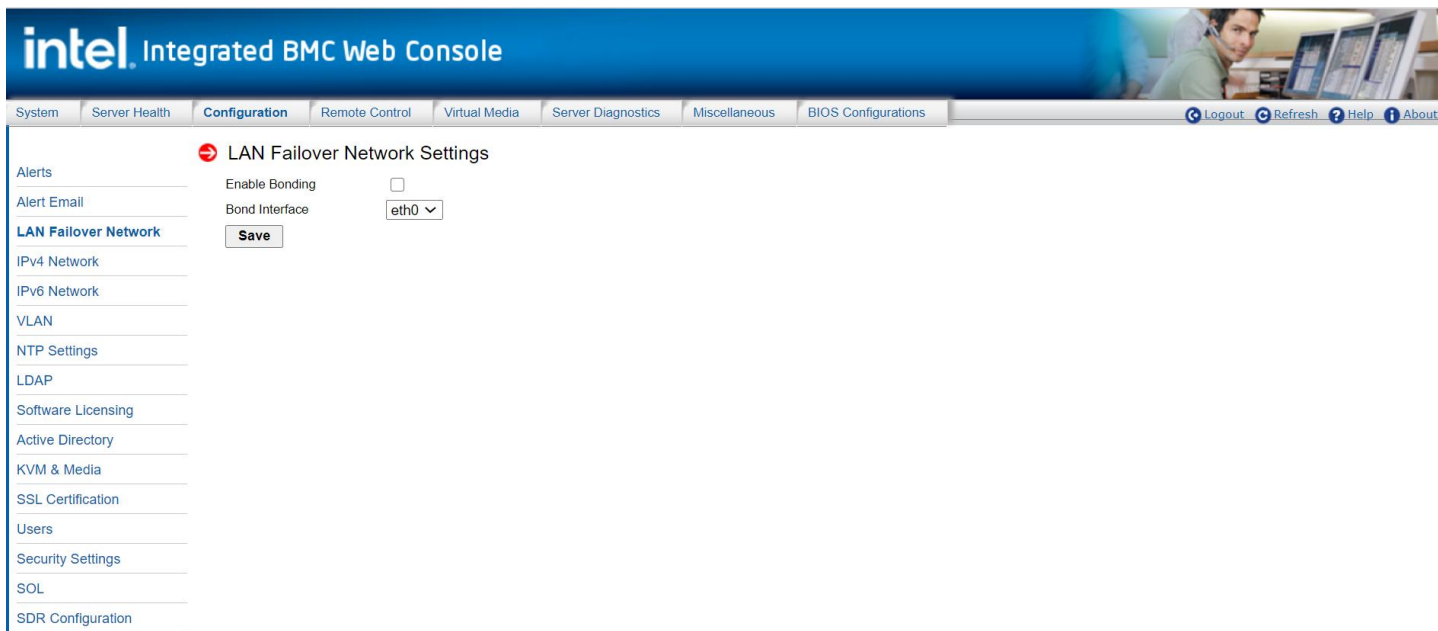 intel. Integrated BMC Web Console
System Server Health Configuration Remote Control Virtual Media Server Diagnostics Miscellaneous BIOS Configurations Logout Refresh Help About
Alerts
Alert Email
LAN Failover Network
IPv4 Network
IPv6 Network
VLAN
NTP Settings
LDAP
Software Licensing
Active Directory
KVM & Media
SSL Certification
Users
Security Settings
SOL
SDR Configuration
LAN Failover Network Settings
Enable Bonding
Bond Interface eth0
Save